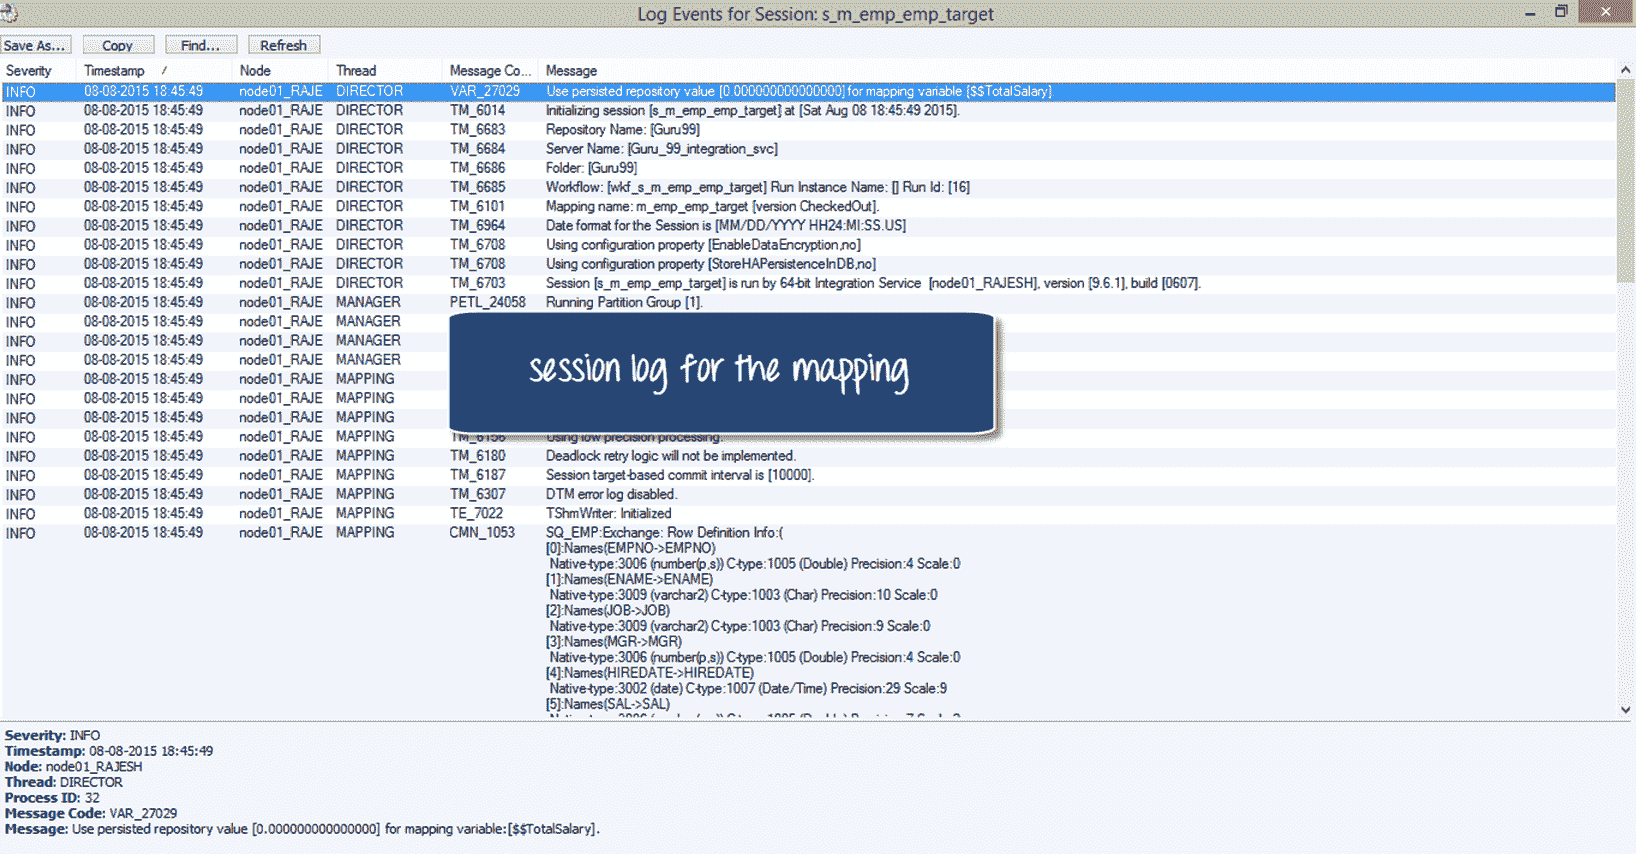 Log Events for Session: s_m_emp_emp_target
Save As... Copy Find... Refresh
Severity Timestamp / Node Thread Message Co... Message
INFO 08-08-2015 18:45:49 node01_RAJE DIRECTOR VAR_27029 Use persisted repository value [0.000000000000000] for mapping variable:[$$TotalSalary].
INFO 08-08-2015 18:45:49 node01_RAJE DIRECTOR TM_6014 Initializing session [s_m_emp_emp_target] at [Sat Aug 08 18:45:49 2015].
INFO 08-08-2015 18:45:49 node01_RAJE DIRECTOR TM_6683 Repository Name: [Guru99]
INFO 08-08-2015 18:45:49 node01_RAJE DIRECTOR TM_6684 Server Name: [Guru_99_integration_svc]
INFO 08-08-2015 18:45:49 node01_RAJE DIRECTOR TM_6686 Folder: [Guru99]
INFO 08-08-2015 18:45:49 node01_RAJE DIRECTOR TM_6685 Workflow: [wkf_s_m_emp_emp_target] Run Instance Name: [] Run Id: [16]
INFO 08-08-2015 18:45:49 node01_RAJE DIRECTOR TM_6101 Mapping name: m_emp_emp_target [version CheckedOut].
INFO 08-08-2015 18:45:49 node01_RAJE DIRECTOR TM_6964 Date format for the Session is [MM/DD/YYYY HH24:MI:SS.US]
INFO 08-08-2015 18:45:49 node01_RAJE DIRECTOR TM_6708 Using configuration property [EnableDataEncryption,no]
INFO 08-08-2015 18:45:49 node01_RAJE DIRECTOR TM_6708 Using configuration property [StoreHAPersistenceInDB,no]
INFO 08-08-2015 18:45:49 node01_RAJE DIRECTOR TM_6703 Session [s_m_emp_emp_target] is run by 64-bit Integration Service [node01_RAJESH], version [9.6.1], build [0607].
INFO 08-08-2015 18:45:49 node01_RAJE MANAGER PETL_24058 Running Partition Group [1].
INFO 08-08-2015 18:45:49 node01_RAJE MANAGER
INFO 08-08-2015 18:45:49 node01_RAJE MANAGER
INFO 08-08-2015 18:45:49 node01_RAJE MANAGER
session log for the mapping
INFO 08-08-2015 18:45:49 node01_RAJE MAPPING
INFO 08-08-2015 18:45:49 node01_RAJE MAPPING
INFO 08-08-2015 18:45:49 node01_RAJE MAPPING
INFO 08-08-2015 18:45:49 node01_RAJE MAPPING TM_6156 Using low precision processing.
INFO 08-08-2015 18:45:49 node01_RAJE MAPPING TM_6180 Deadlock retry logic will not be implemented.
INFO 08-08-2015 18:45:49 node01_RAJE MAPPING TM_6187 Session target-based commit interval is [10000].
INFO 08-08-2015 18:45:49 node01_RAJE MAPPING TM_6307 DTM error log disabled.
INFO 08-08-2015 18:45:49 node01_RAJE MAPPING TE_7022 TShmWriter: Initialized
INFO 08-08-2015 18:45:49 node01_RAJE MAPPING CMN_1053 SQ_EMP:Exchange: Row Definition Info:(
[0]:Names(EMPNO->EMPNO)
Native-type:3006 (number(p,s)) C-type:1005 (Double) Precision:4 Scale:0
[1]:Names(ENAME->ENAME)
Native-type:3009 (varchar2) C-type:1003 (Char) Precision:10 Scale:0
[2]:Names(JOB->JOB)
Native-type:3009 (varchar2) C-type:1003 (Char) Precision:9 Scale:0
[3]:Names(MGR->MGR)
Native-type:3006 (number(p,s)) C-type:1005 (Double) Precision:4 Scale:0
[4]:Names(HIREDATE->HIREDATE)
Native-type:3002 (date) C-type:1007 (Date/Time) Precision:29 Scale:9
[5]:Names(SAL->SAL)
Severity: INFO
Timestamp: 08-08-2015 18:45:49
Node: node01_RAJESH
Thread: DIRECTOR
Process ID: 32
Message Code: VAR_27029
Message: Use persisted repository value [0.000000000000000] for mapping variable:[$$TotalSalary].